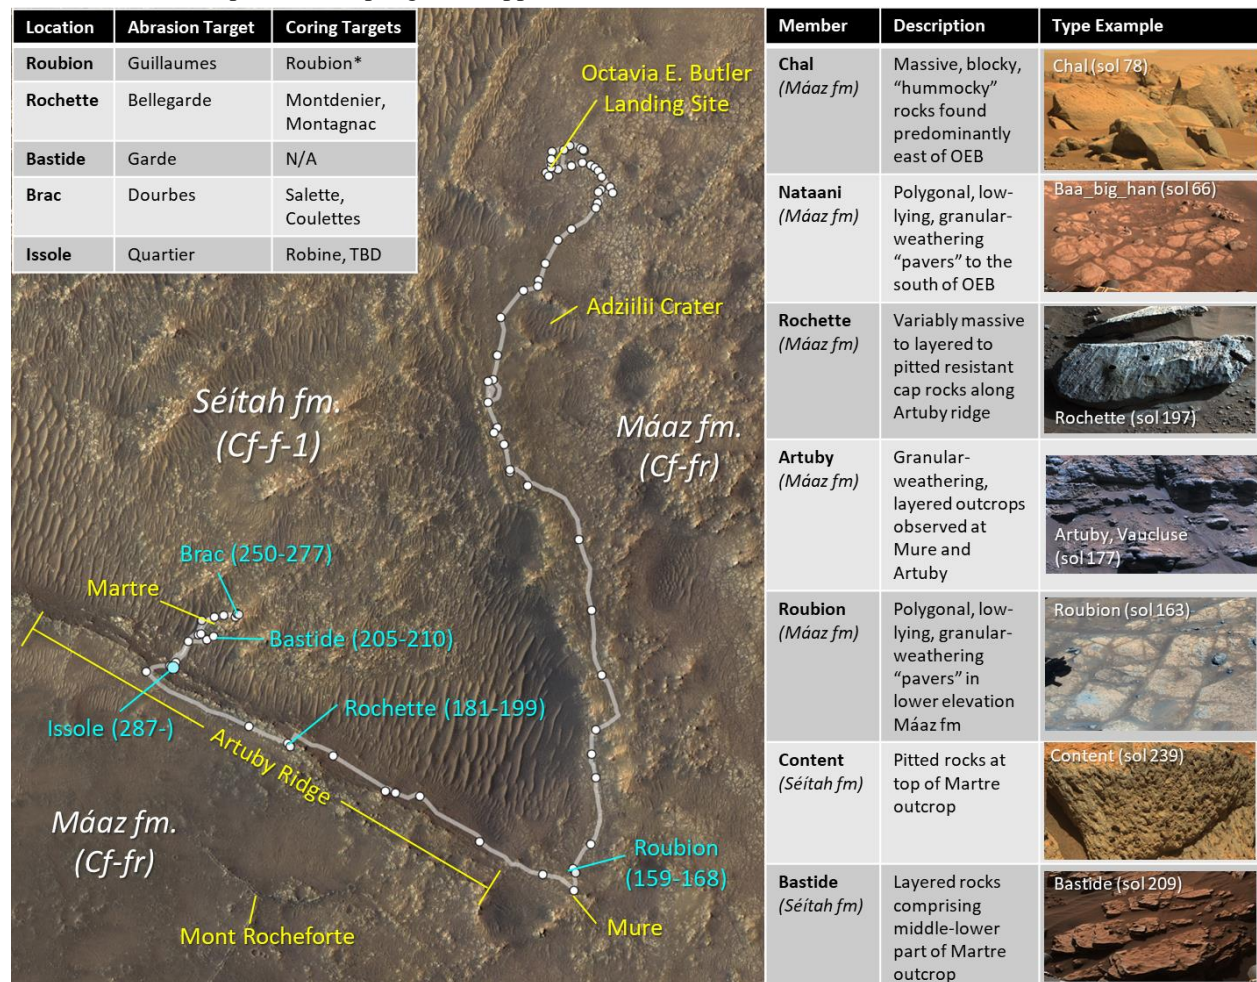 Location Abrasion Target Coring Targets
Roubion Guillaumes Roubion*
Rochette Bellegarde Montdenier,
Montagnac
Bastide Garde N/A
Brac Dourbes Salette,
Coulettes
Issole Quartier Robine, TBD
Octavia E. Butler
Landing Site
Adziilii Crater
Séítah fm.
(Cf-f-1)
Máaz fm.
(Cf-fr)
Brac (250-277)
Martre
Bastide (205-210)
Rochette (181-199)
Issole (287-)
Artuby Ridge
Máaz fm.
(Cf-fr)
Roubion
(159-168)
Mure
Mont Rocheforte
Member Description Type Example
Chal
(Máaz fm)
Massive, blocky,
“hummocky”
rocks found
predominantly
east of OEB
Chal (sol 78)
Nataani
(Máaz fm)
Polygonal, low-
lying, granular-
weathering
“pavers” to the
south of OEB
Baa_big_han (sol 66)
Rochette
(Máaz fm)
Variably massive
to layered to
pitted resistant
cap rocks along
Artuby ridge
Rochette (sol 197)
Artuby
(Máaz fm)
Granular-
weathering,
layered outcrops
observed at
Mure and
Artuby
Artuby, Vaucluse
(sol 177)
Roubion
(Máaz fm)
Polygonal, low-
lying, granular-
weathering
“pavers” in
lower elevation
Máaz fm
Roubion (sol 163)
Content
(Séítah fm)
Pitted rocks at
top of Martre
outcrop
Content (sol 239)
Bastide
(Séítah fm)
Layered rocks
comprising
middle-lower
part of Martre
outcrop
Bastide (sol 209)